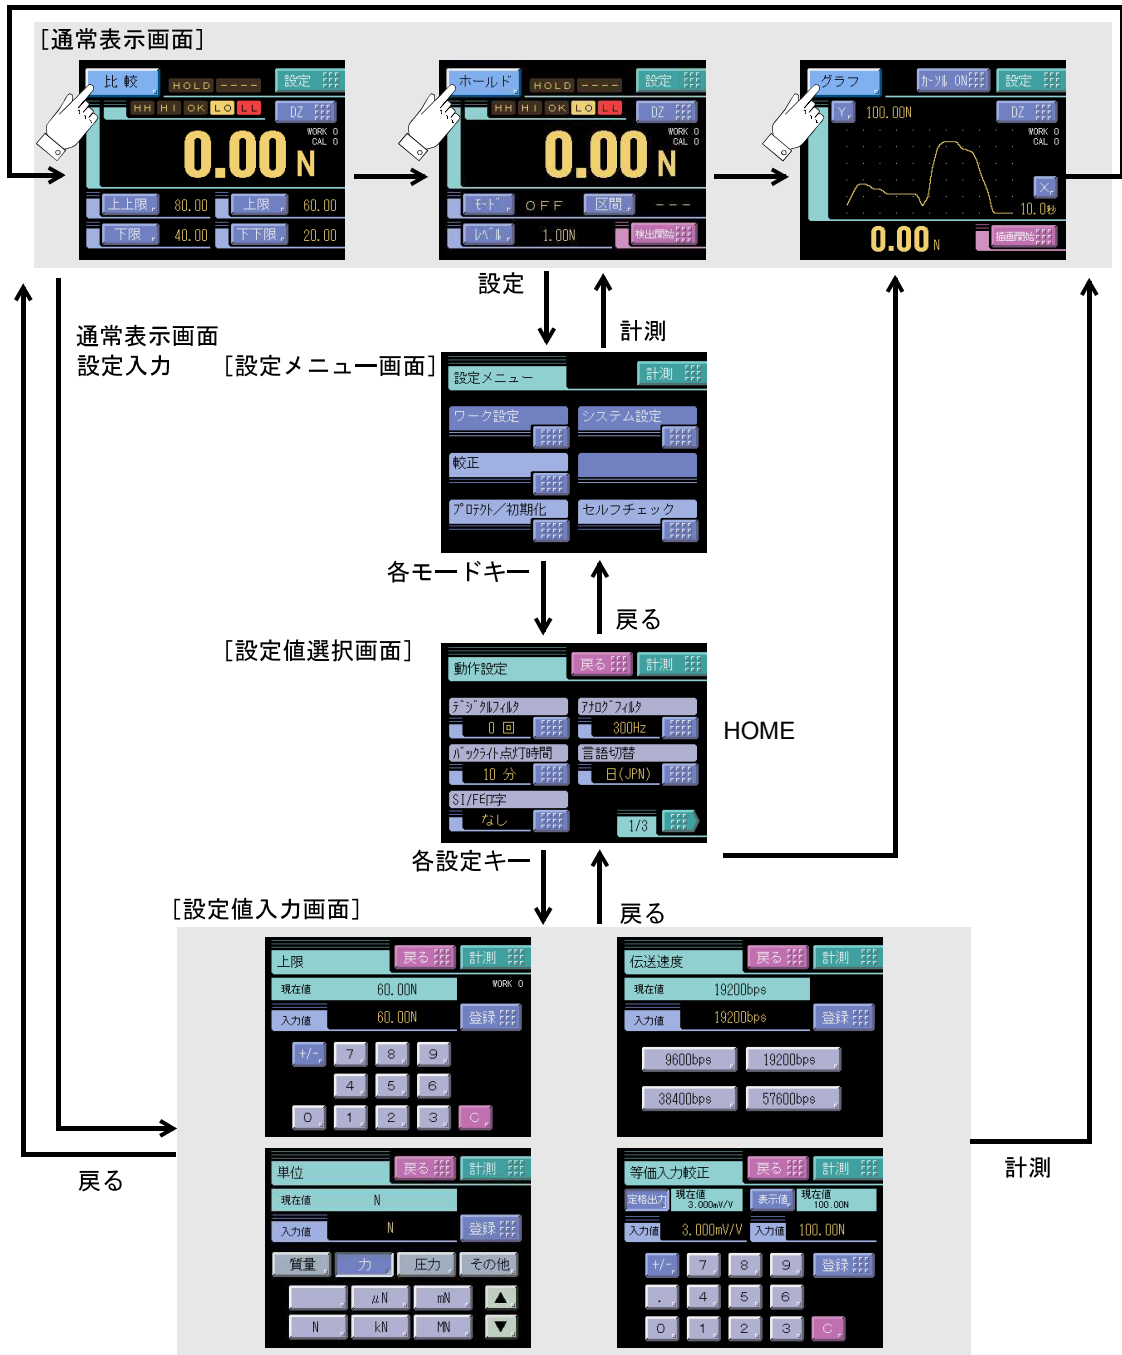 [通常表示画面]
比 較
HOLD ----
設定
HH HI OK LO LL
DZ
WORK 0
CAL 0
0.00 N
上上限 80.00 上限 60.00
下限 40.00 下下限 20.00
ホールド
HOLD ----
設定
HH HI OK LO LL
DZ
WORK 0
CAL 0
0.00 N
ﾓｰﾄﾞ OFF 区間 ---
ﾚﾍﾞﾙ 1.00N 検出開始
グラフ
ｶｰｿﾙ ON
設定
Y 100.00N
DZ
WORK 0
CAL 0
X
10.0秒
0.00 N
描画開始
設定
計測
通常表示画面
設定入力
[設定メニュー画面]
設定メニュー 計測
ワーク設定 システム設定
較正
ﾌﾟﾛﾃｸﾄ／初期化 セルフチェック
各モードキー
戻る
[設定値選択画面]
動作設定 戻る 計測
ﾃﾞｼﾞﾀﾙﾌｨﾙﾀ ｱﾅﾛｸﾞﾌｨﾙﾀ
0 回 300Hz
ﾊﾞｯｸﾗｲﾄ点灯時間 言語切替
10 分 日(JPN)
SI/F印字
なし
1/3
HOME
各設定キー
戻る
[設定値入力画面]
上限 戻る 計測
現在値 60.00N WORK 0
入力値 60.00N 登録
+/- 7 8 9
4 5 6
0 1 2 3 C
伝送速度 戻る 計測
現在値 19200bps
入力値 19200bps 登録
9600bps 19200bps
38400bps 57600bps
単位 戻る 計測
現在値 N
入力値 N 登録
質量 力 圧力 その他
μN mN ▲
N kN MN ▼
等価入力較正 戻る 計測
定格出力 現在値 3.000mV/V 表示値 現在値 100.00N
入力値 3.000mV/V 入力値 100.00N
+/- 7 8 9 登録
. 4 5 6
0 1 2 3 C
戻る
計測